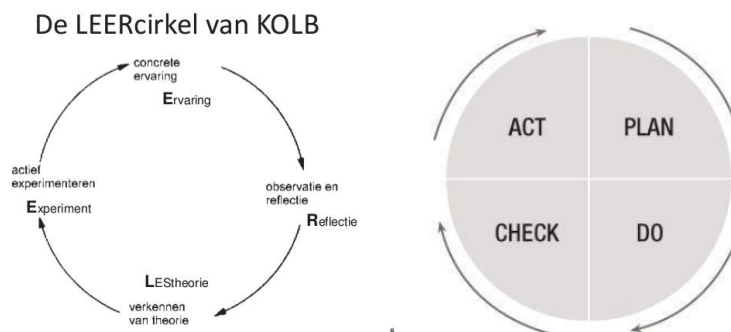 De LEERcirkel van KOLB
concrete
ervaring
Ervaring
observatie en
reflectie
Reflectie
LEStheorie
verkennen
van theorie
actief
experimenteren
Experiment
ACT
PLAN
CHECK
DO